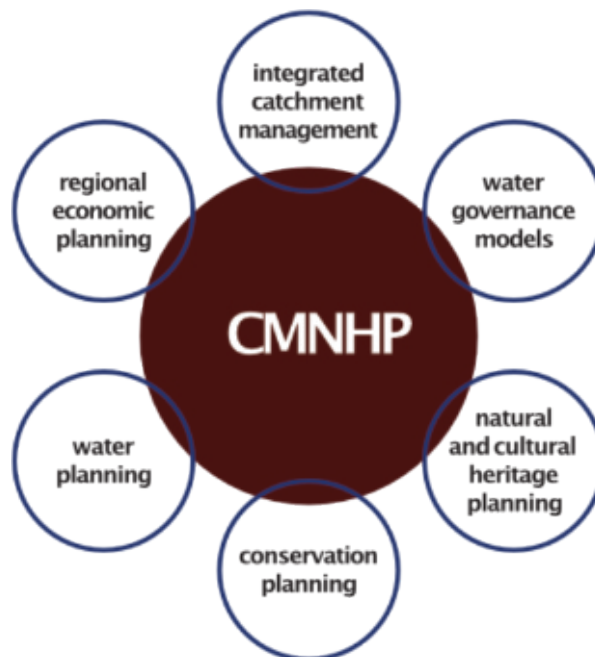 integrated
catchment
management
regional
economic
planning
water
governance
models
CMNHP
water
planning
natural
and cultural
heritage
planning
conservation
planning